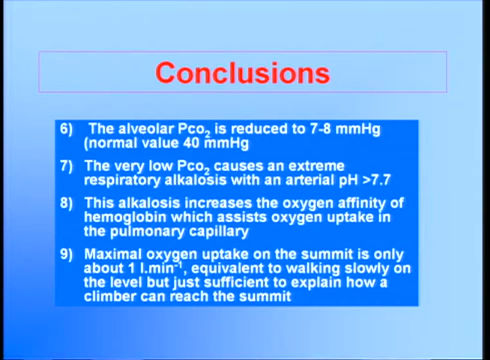 Conclusions
6) The alveolar Pco2 is reduced to 7-8 mmHg
(normal value 40 mmHg
7) The very low Pco2 causes an extreme
respiratory alkalosis with an arterial pH >7.7
8) This alkalosis increases the oxygen affinity of
hemoglobin which assists oxygen uptake in
the pulmonary capillary
9) Maximal oxygen uptake on the summit is only
about 1 l.min-1, equivalent to walking slowly on
the level but just sufficient to explain how a
climber can reach the summit